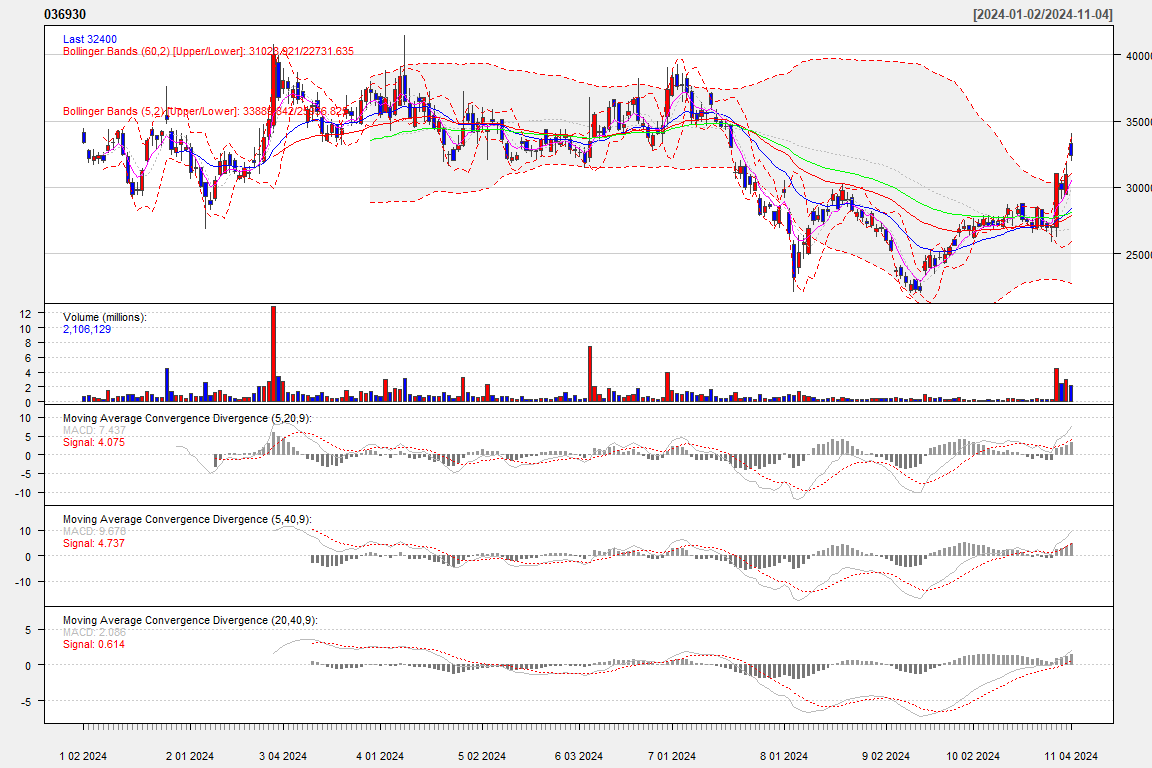 036930 [2024-01-02/2024-11-04]
Last 32400
Bollinger Bands (60,2) [Upper/Lower]: 31023.921/22731.635
Bollinger Bands (5,2) [Upper/Lower]:
40000
35000
30000
25000
Volume (millions):
2,106,129
12
10
8
6
4
2
0
Moving Average Convergence Divergence (5,20,9):
MACD: 7.437
Signal: 4.075
10
5
0
-5
-10
Moving Average Convergence Divergence (5,40,9):
MACD: 9.678
Signal: 4.737
10
0
-10
Moving Average Convergence Divergence (20,40,9):
MACD: 2.086
Signal: 0.614
5
0
-5
1 02 2024 2 01 2024 3 04 2024 4 01 2024 5 02 2024 6 03 2024 7 01 2024 8 01 2024 9 02 2024 10 02 2024 11 04 2024